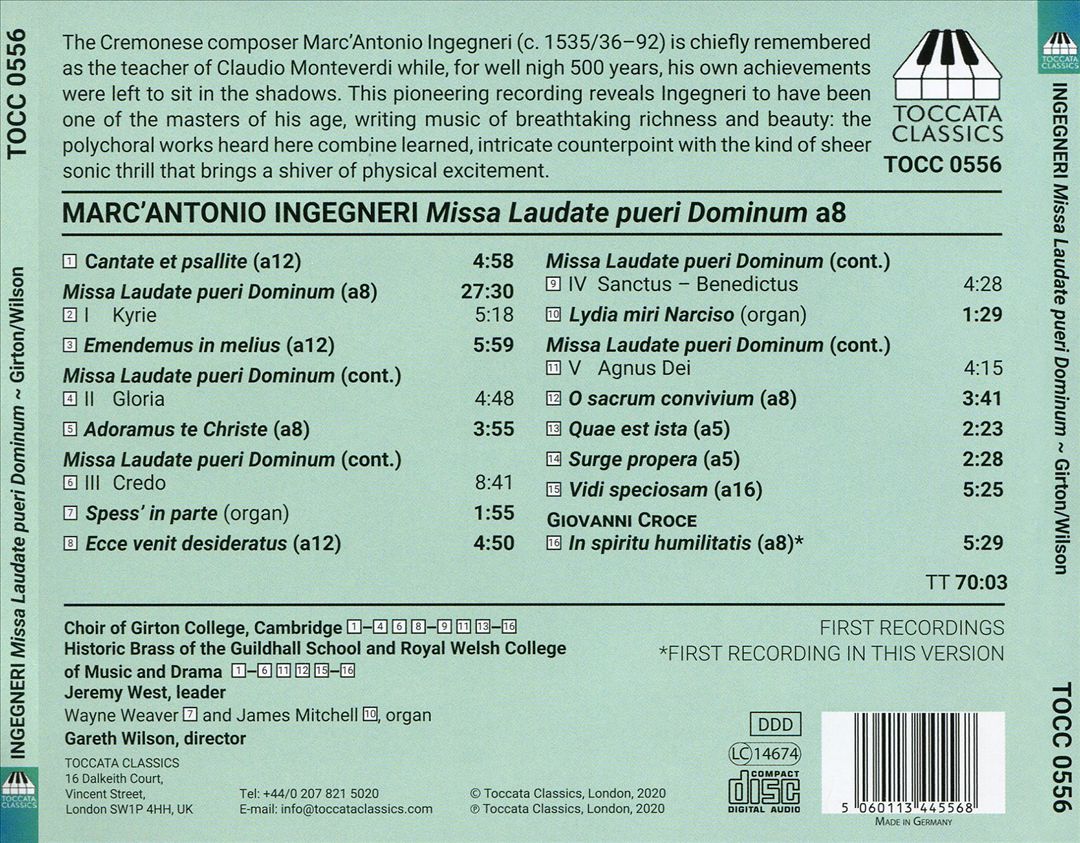 The Cremonese composer Marc'Antonio Ingegneri (c. 1535/36–92) is chiefly remembered
as the teacher of Claudio Monteverdi while, for well nigh 500 years, his own achievements
were left to sit in the shadows. This pioneering recording reveals Ingegneri to have been
one of the masters of his age, writing music of breathtaking richness and beauty: the
polychoral works heard here combine learned, intricate counterpoint with the kind of sheer
sonic thrill that brings a shiver of physical excitement.
TOCCATA
CLASSICS
TOCC 0556
MARC'ANTONIO INGEGNERI Missa Laudate pueri Dominum a8
1 Cantate et psallite (a12) 4:58
Missa Laudate pueri Dominum (a8) 27:30
2 I Kyrie 5:18
3 Emendemus in melius (a12) 5:59
Missa Laudate pueri Dominum (cont.)
4 II Gloria 4:48
5 Adoramus te Christe (a8) 3:55
Missa Laudate pueri Dominum (cont.)
6 III Credo 8:41
7 Spess' in parte (organ) 1:55
8 Ecce venit desideratus (a12) 4:50
Missa Laudate pueri Dominum (cont.)
9 IV Sanctus – Benedictus 4:28
10 Lydia miri Narciso (organ) 1:29
Missa Laudate pueri Dominum (cont.)
11 V Agnus Dei 4:15
12 O sacrum convivium (a8) 3:41
13 Quae est ista (a5) 2:23
14 Surge propera (a5) 2:28
15 Vidi speciosam (a16) 5:25
GIOVANNI CROCE
16 In spiritu humilitatis (a8)* 5:29
TT 70:03
Choir of Girton College, Cambridge 1–4 6 8–9 11 13–16
Historic Brass of the Guildhall School and Royal Welsh College
of Music and Drama 1–6 11 12 15–16
Jeremy West, leader
Wayne Weaver 7 and James Mitchell 10, organ
Gareth Wilson, director
FIRST RECORDINGS
*FIRST RECORDING IN THIS VERSION
TOCCATA CLASSICS
16 Dalkeith Court,
Vincent Street,
London SW1P 4HH, UK
Tel: +44/0 207 821 5020
E-mail: info@toccataclassics.com
© Toccata Classics, London, 2020
℗ Toccata Classics, London, 2020
DDD
LC 14674
COMPACT
disc
DIGITAL AUDIO
5 060113 445568
MADE IN GERMANY
TOCC 0556
INGEGNERI Missa Laudate pueri Dominum ~ Girton/Wilson
TOCCATA
CLASSICS
TOCCATA
CLASSICS
INGEGNERI Missa Laudate pueri Dominum ~ Girton/Wilson
TOCC 0556